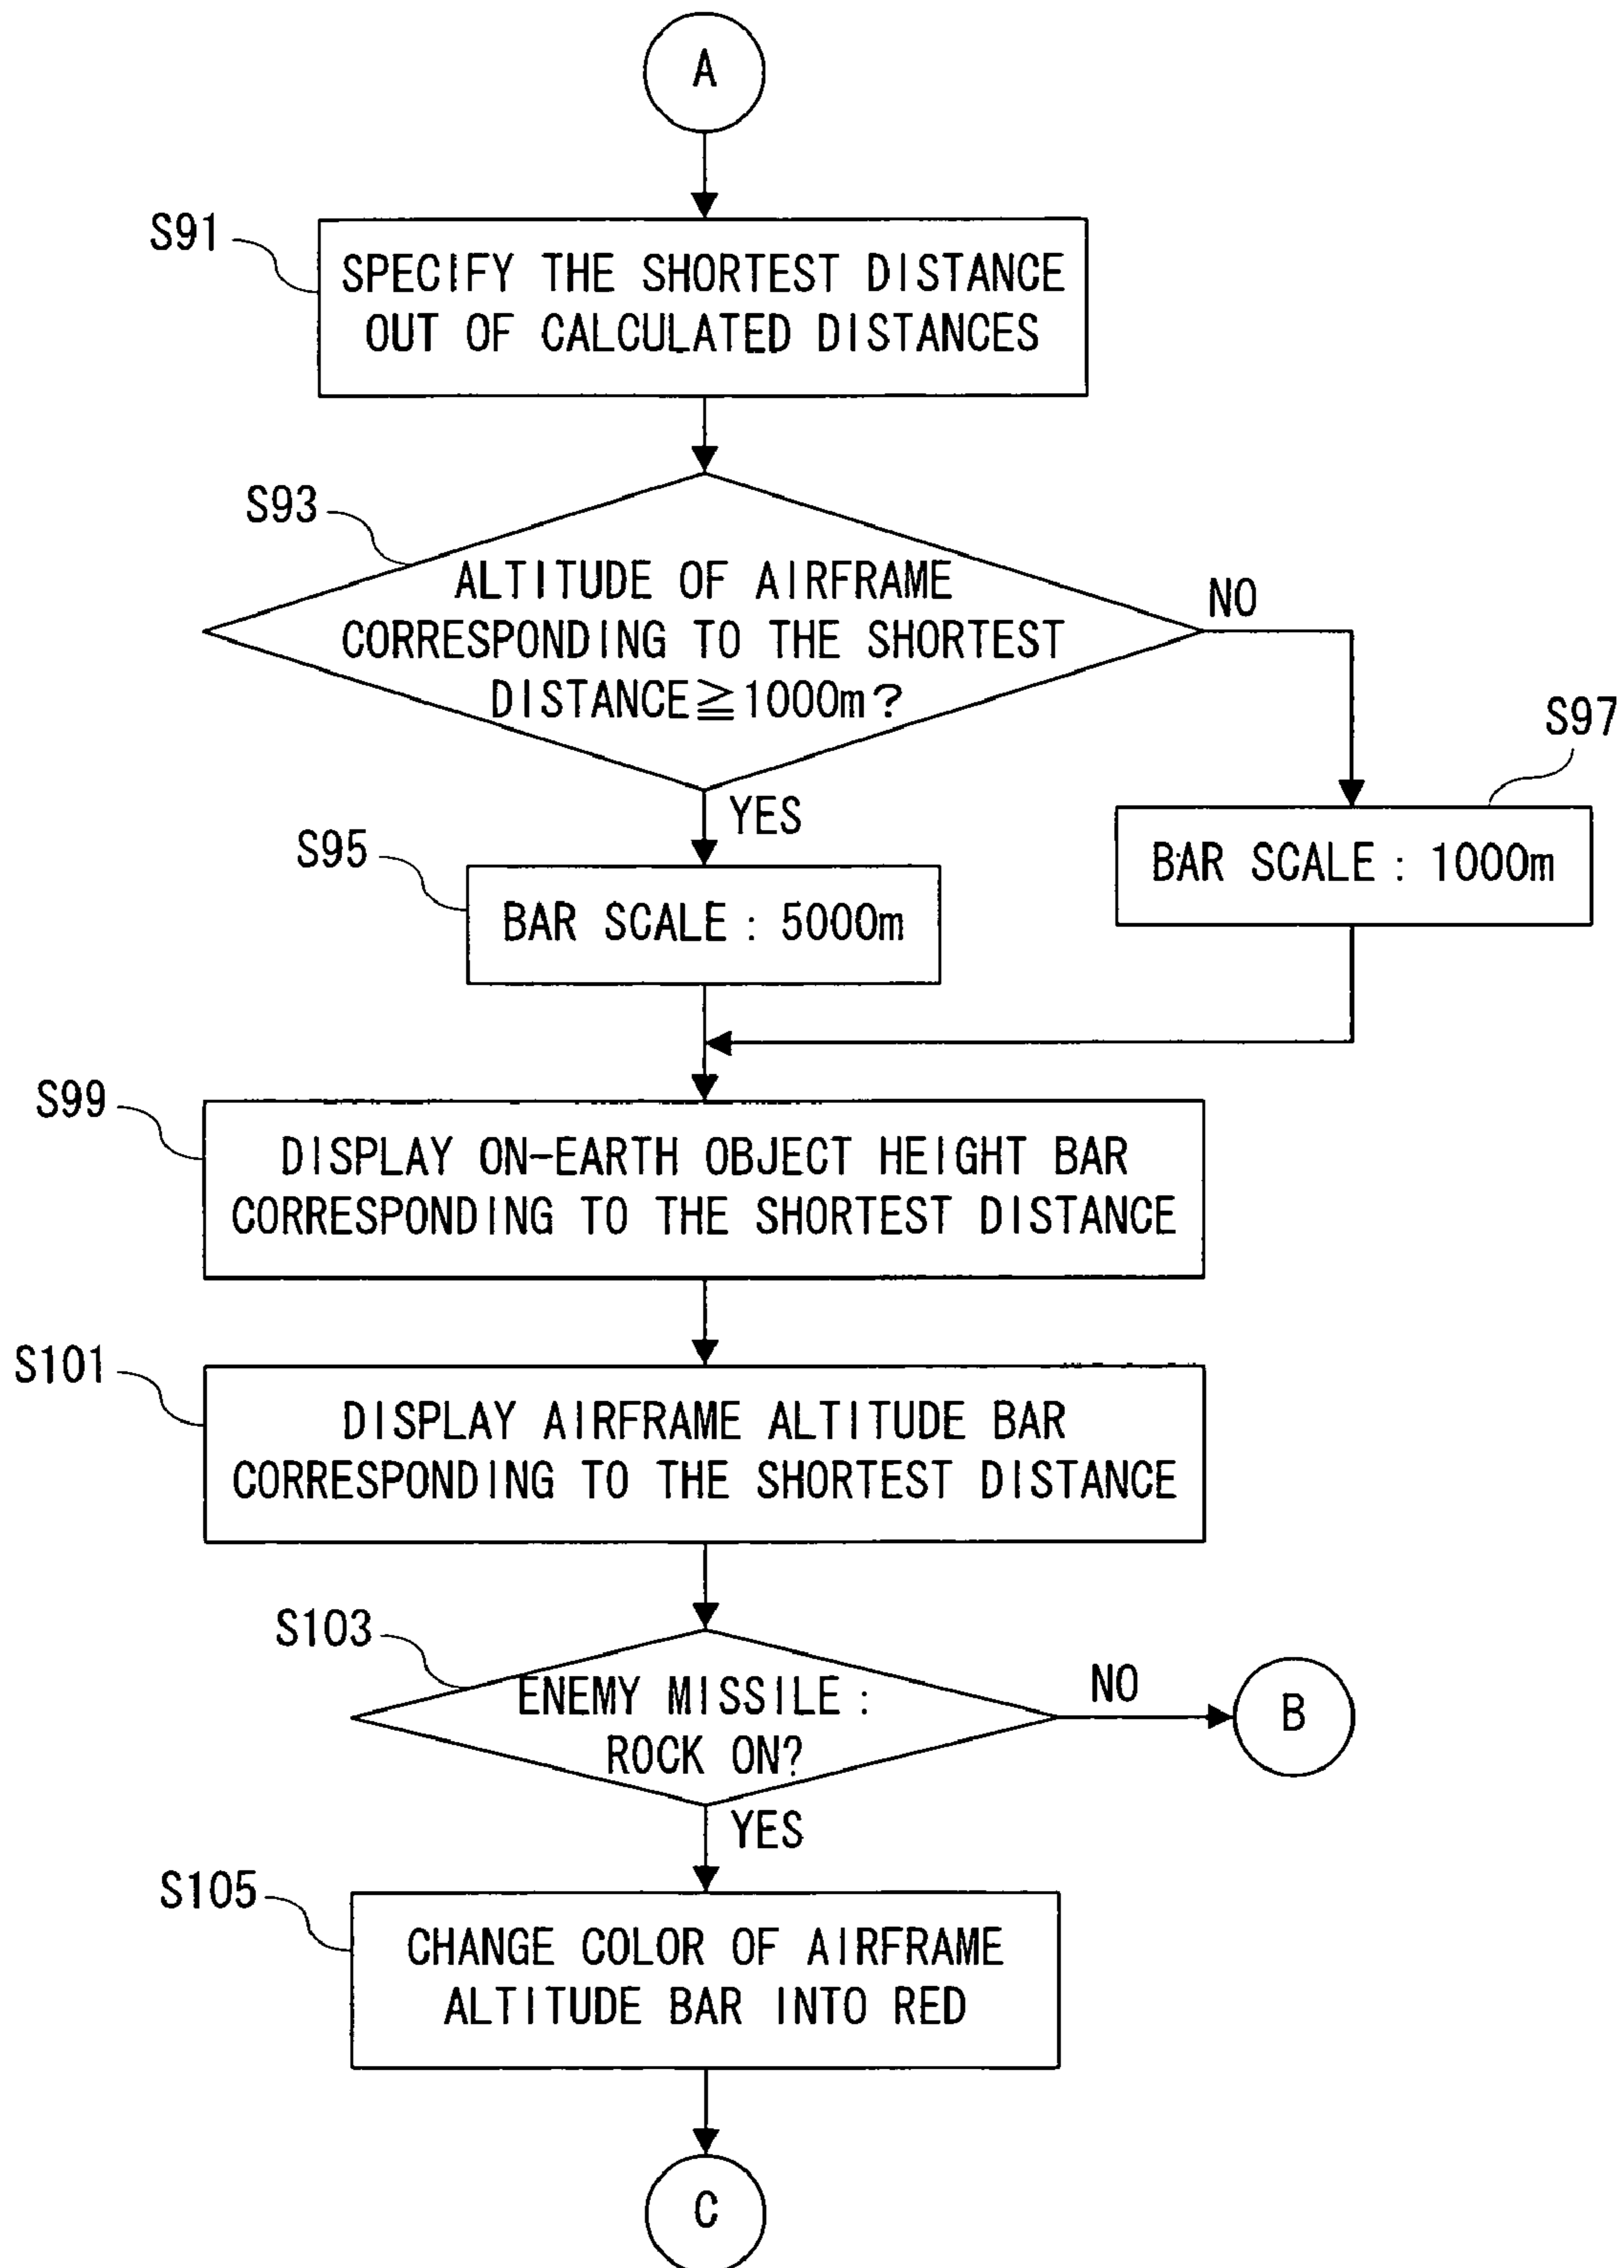 A
S91
SPECIFY THE SHORTEST DISTANCE
OUT OF CALCULATED DISTANCES
S93
ALTITUDE OF AIRFRAME
CORRESPONDING TO THE SHORTEST
DISTANCE≧1000m?
NO
S97
BAR SCALE : 1000m
YES
S95
BAR SCALE : 5000m
S99
DISPLAY ON-EARTH OBJECT HEIGHT BAR
CORRESPONDING TO THE SHORTEST DISTANCE
S101
DISPLAY AIRFRAME ALTITUDE BAR
CORRESPONDING TO THE SHORTEST DISTANCE
S103
ENEMY MISSILE :
ROCK ON?
NO
B
YES
S105
CHANGE COLOR OF AIRFRAME
ALTITUDE BAR INTO RED
C